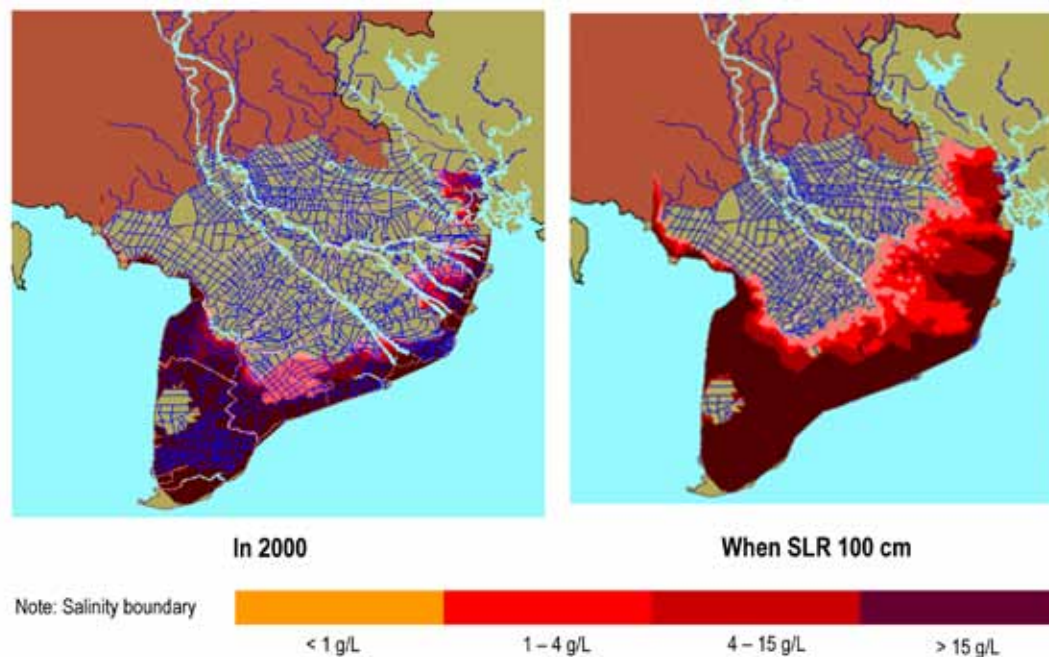 In 2000
When SLR 100 cm
Note: Salinity boundary
< 1 g/L
1 – 4 g/L
4 – 15 g/L
> 15 g/L